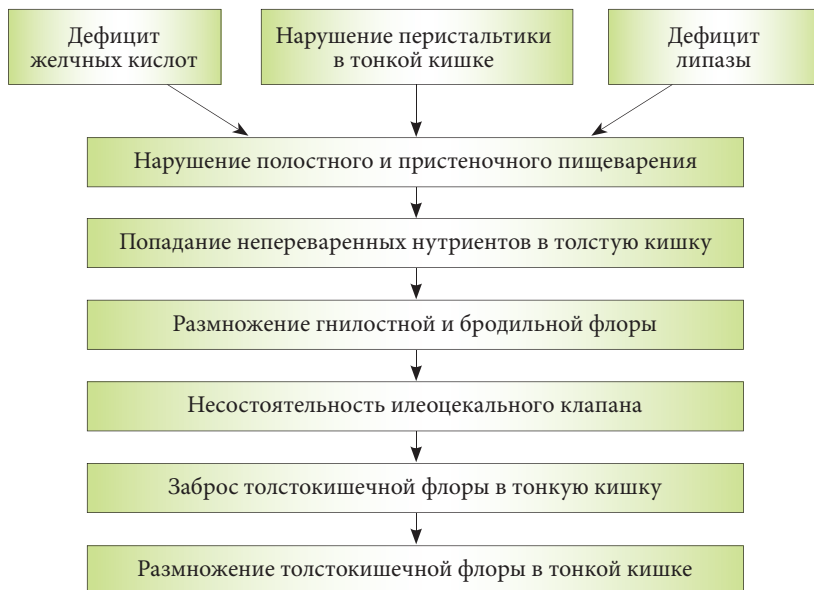 Дефицит
желчных кислот
Нарушение перистальтики
в тонкой кишке
Дефицит
липазы
Нарушение полостного и пристеночного пищеварения
Попадание непереваренных нутриентов в толстую кишку
Размножение гнилостной и бродильной флоры
Несостоятельность илеоцекального клапана
Заброс толстокишечной флоры в тонкую кишку
Размножение толстокишечной флоры в тонкой кишке